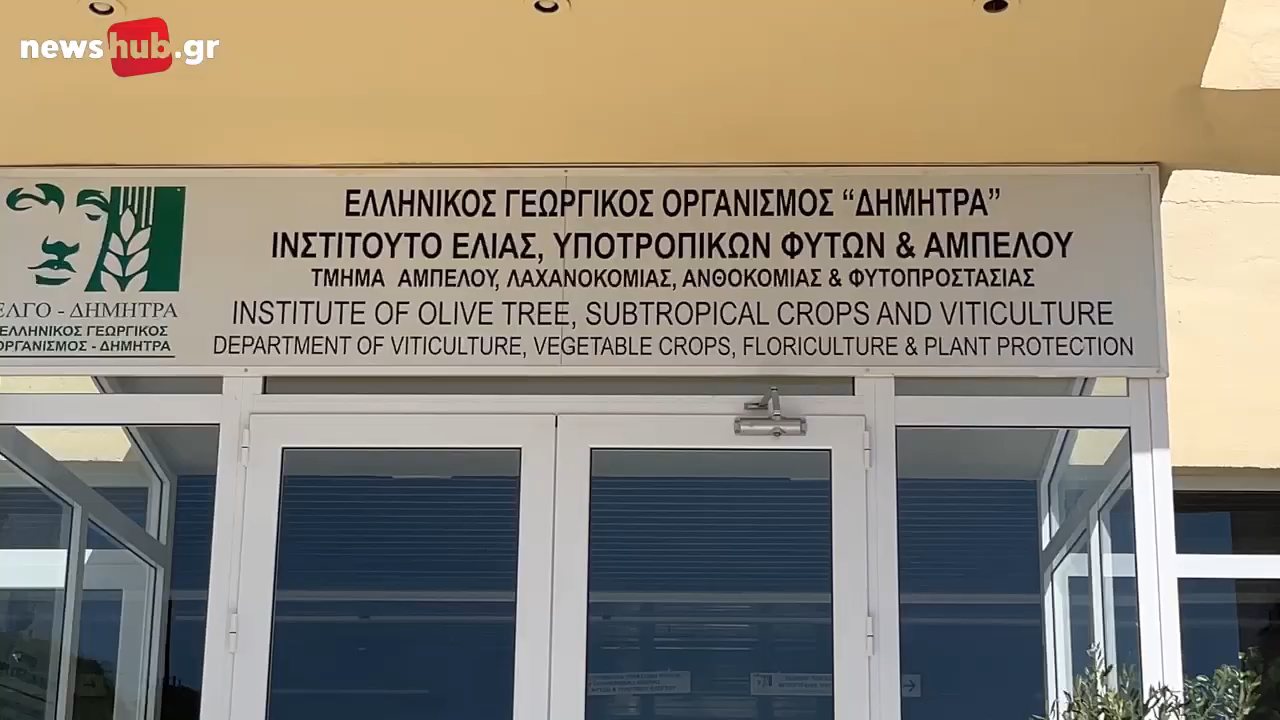 newshub.gr
ΕΛΛΗΝΙΚΟΣ ΓΕΩΡΓΙΚΟΣ ΟΡΓΑΝΙΣΜΟΣ “ΔΗΜΗΤΡΑ”
ΙΝΣΤΙΤΟΥΤΟ ΕΛΙΑΣ, ΥΠΟΤΡΟΠΙΚΩΝ ΦΥΤΩΝ & ΑΜΠΕΛΟΥ
ΤΜΗΜΑ ΑΜΠΕΛΟΥ, ΛΑΧΑΝΟΚΟΜΙΑΣ, ΑΝΘΟΚΟΜΙΑΣ & ΦΥΤΟΠΡΟΣΤΑΣΙΑΣ
INSTITUTE OF OLIVE TREE, SUBTROPICAL CROPS AND VITICULTURE
DEPARTMENT OF VITICULTURE, VEGETABLE CROPS, FLORICULTURE & PLANT PROTECTION
ΕΛΓΟ - ΔΗΜΗΤΡΑ
ΕΛΛΗΝΙΚΟΣ ΓΕΩΡΓΙΚΟΣ
ΟΡΓΑΝΙΣΜΟΣ - ΔΗΜΗΤΡΑ